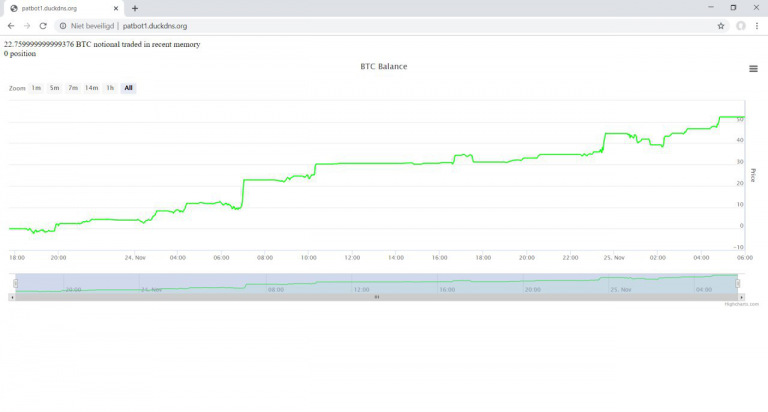 patbot1.duckdns.org
Niet beveiligd | patbot1.duckdns.org
22.759999999999376 BTC notional traded in recent memory
0 position
BTC Balance
Zoom 1m 5m 7m 14m 1h All
50
40
30
20
10
0
-10
Price
18:00 20:00 24. Nov 04:00 06:00 08:00 10:00 12:00 14:00 16:00 18:00 20:00 22:00 25. Nov 02:00 04:00 06:00
20:00 24. Nov 08:00 12:00 16:00 20:00 25. Nov 04:00
Highcharts.com